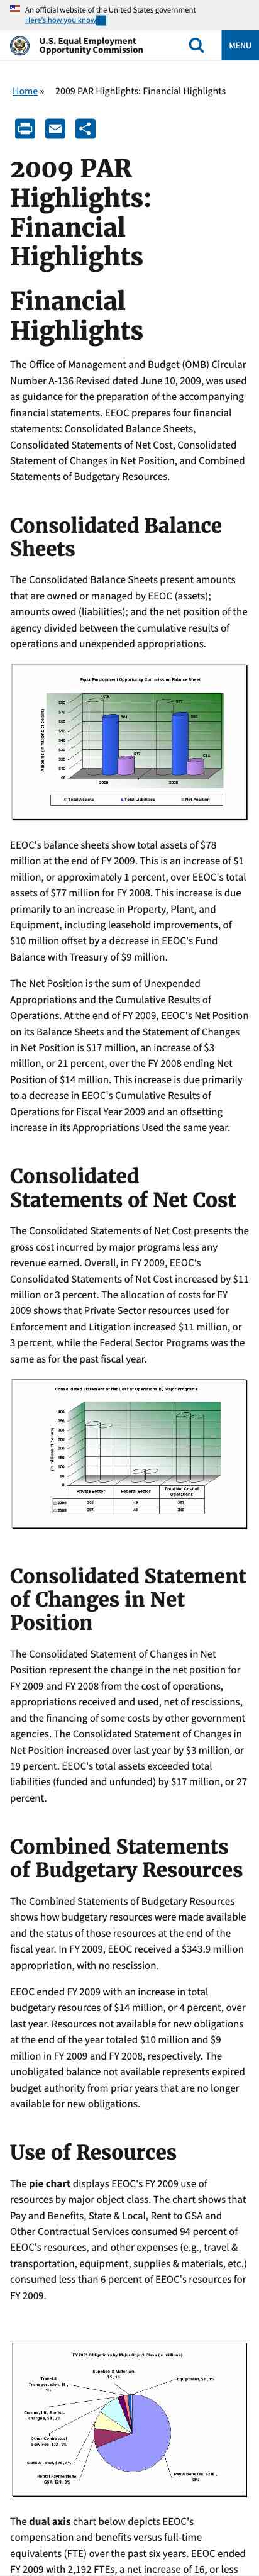 An official website of the United States government
Here's how you know
U.S. Equal Employment
Opportunity Commission
MENU
Home » 2009 PAR Highlights: Financial Highlights
2009 PAR
Highlights:
Financial
Highlights
Financial
Highlights
The Office of Management and Budget (OMB) Circular
Number A-136 Revised dated June 10, 2009, was used
as guidance for the preparation of the accompanying
financial statements. EEOC prepares four financial
statements: Consolidated Balance Sheets,
Consolidated Statements of Net Cost, Consolidated
Statement of Changes in Net Position, and Combined
Statements of Budgetary Resources.
Consolidated Balance
Sheets
The Consolidated Balance Sheets present amounts
that are owned or managed by EEOC (assets);
amounts owed (liabilities); and the net position of the
agency divided between the cumulative results of
operations and unexpended appropriations.
Equal Employment Opportunity Commission Balance Sheet
Amounts (in millions of dollars)
$80
$70
$60
$50
$40
$30
$20
$10
$0
$78
$61
$17
$77
$63
$14
2009
2008
Total Assets
Total Liabilities
Net Position
EEOC's balance sheets show total assets of $78
million at the end of FY 2009. This is an increase of $1
million, or approximately 1 percent, over EEOC's total
assets of $77 million for FY 2008. This increase is due
primarily to an increase in Property, Plant, and
Equipment, including leasehold improvements, of
$10 million offset by a decrease in EEOC's Fund
Balance with Treasury of $9 million.
The Net Position is the sum of Unexpended
Appropriations and the Cumulative Results of
Operations. At the end of FY 2009, EEOC's Net Position
on its Balance Sheets and the Statement of Changes
in Net Position is $17 million, an increase of $3
million, or 21 percent, over the FY 2008 ending Net
Position of $14 million. This increase is due primarily
to a decrease in EEOC's Cumulative Results of
Operations for Fiscal Year 2009 and an offsetting
increase in its Appropriations Used the same year.
Consolidated
Statements of Net Cost
The Consolidated Statements of Net Cost presents the
gross cost incurred by major programs less any
revenue earned. Overall, in FY 2009, EEOC's
Consolidated Statements of Net Cost increased by $11
million or 3 percent. The allocation of costs for FY
2009 shows that Private Sector resources used for
Enforcement and Litigation increased $11 million, or
3 percent, while the Federal Sector Programs was the
same as for the past fiscal year.
Consolidated Statement of Net Cost of Operations by Major Programs
(in millions of dollars)
400
350
300
250
200
150
100
50
0
Private Sector
Federal Sector
Total Net Cost of
Operations
2009
2008
Consolidated Statement
of Changes in Net
Position
The Consolidated Statement of Changes in Net
Position represent the change in the net position for
FY 2009 and FY 2008 from the cost of operations,
appropriations received and used, net of rescissions,
and the financing of some costs by other government
agencies. The Consolidated Statement of Changes in
Net Position increased over last year by $3 million, or
19 percent. EEOC's total assets exceeded total
liabilities (funded and unfunded) by $17 million, or 27
percent.
Combined Statements
of Budgetary Resources
The Combined Statements of Budgetary Resources
shows how budgetary resources were made available
and the status of those resources at the end of the
fiscal year. In FY 2009, EEOC received a $343.9 million
appropriation, with no rescission.
EEOC ended FY 2009 with an increase in total
budgetary resources of $14 million, or 4 percent, over
last year. Resources not available for new obligations
at the end of the year totaled $10 million and $9
million in FY 2009 and FY 2008, respectively. The
unobligated balance not available represents expired
budget authority from prior years that are no longer
available for new obligations.
Use of Resources
The pie chart displays EEOC's FY 2009 use of
resources by major object class. The chart shows that
Pay and Benefits, State & Local, Rent to GSA and
Other Contractual Services consumed 94 percent of
EEOC's resources, and other expenses (e.g., travel &
transportation, equipment, supplies & materials, etc.)
consumed less than 6 percent of EEOC's resources for
FY 2009.
FY 2009 Obligations by Major Object Class (in millions)
Supplies & Materials,
Travel &
Transportation,
Equipment,
Other Contractual
Services, $32, 9%
State & Local,
Rental Payments to
GSA, $28, 8%
Pay & Benefits,
The dual axis chart below depicts EEOC's
compensation and benefits versus full-time
equivalents (FTE) over the past six years. EEOC ended
FY 2009 with 2,192 FTEs, a net increase of 16, or less